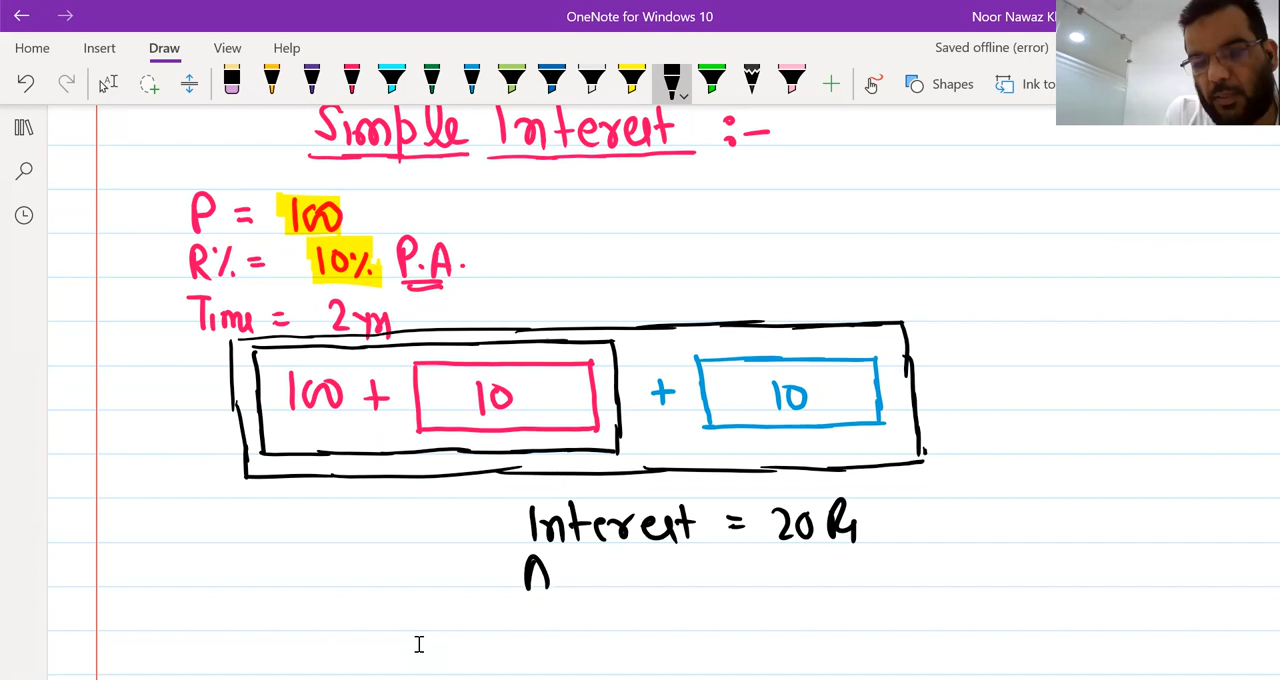 OneNote for Windows 10
Noor Nawaz Kh
Home Insert Draw View Help
Saved offline (error)
Shapes
Ink to
Simple Interest :-
P = 100
R% = 10% P.A.
Time = 2 yrs
100 + 10 + 10
Interest = 20 Rs